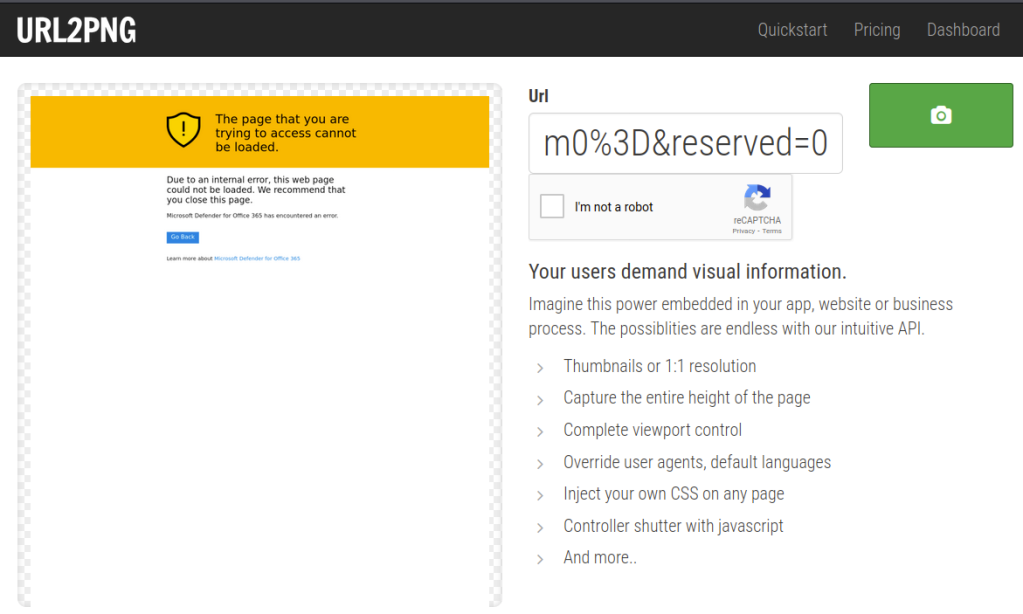 URL2PNG
Quickstart Pricing Dashboard
The page that you are
trying to access cannot
be loaded.
Due to an internal error, this web page
could not be loaded. We recommend that
you close this page.
Microsoft Defender for Office 365 has encountered an error.
Go Back
Learn more about Microsoft Defender for Office 365
Url
m0%3D&reserved=0
I'm not a robot
reCAPTCHA
Privacy - Terms
Your users demand visual information.
Imagine this power embedded in your app, website or business
process. The possiblities are endless with our intuitive API.
Thumbnails or 1:1 resolution
Capture the entire height of the page
Complete viewport control
Override user agents, default languages
Inject your own CSS on any page
Controller shutter with javascript
And more..